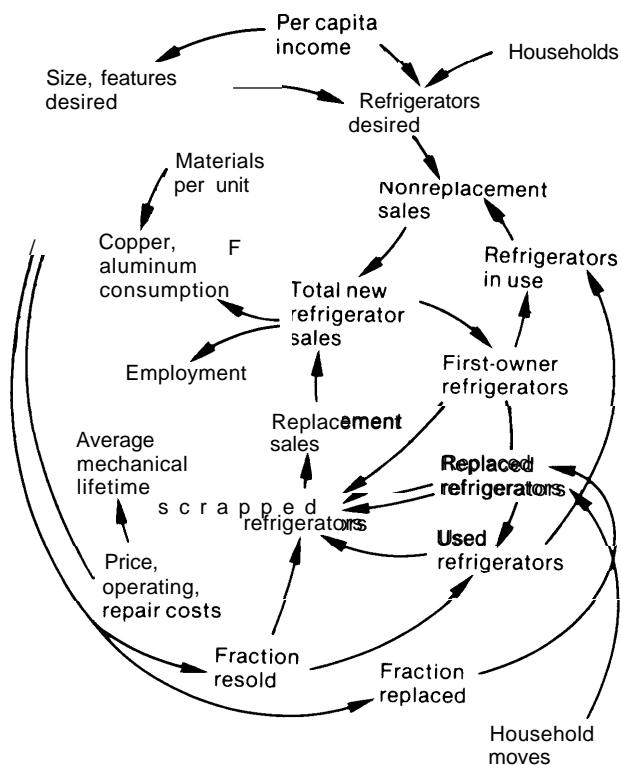 Per capita
income
Households
Size, features
desired
Refrigerators
desired
Materials
per unit
Nonreplacement
sales
Copper,
aluminum
consumption
F
Refrigerators
in use
Total new
refrigerator
sales
Employment
First-owner
refrigerators
Replacement
sales
Average
mechanical
lifetime
Replaced
refrigerators
scrapped
refrigerators
Used
refrigerators
Price,
operating,
repair costs
Fraction
resold
Fraction
replaced
Household
moves